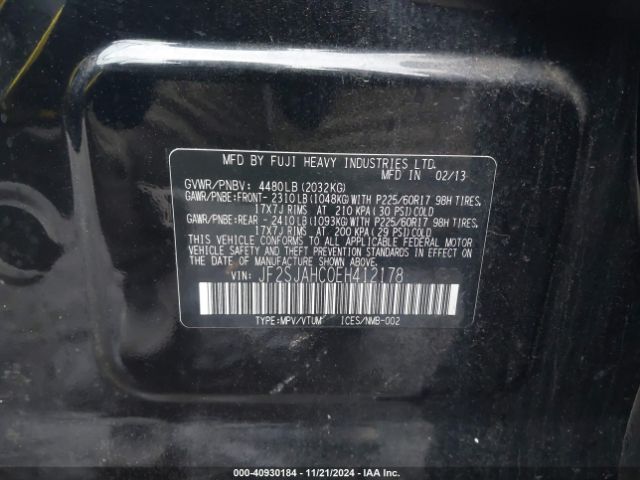 MFD BY FUJI HEAVY INDUSTRIES LTD.
MFD IN 02/13
GVWR/PNBV: 4480LB (2032KG)
GAWR/PNBE:FRONT- 2310LB(1048KG)WITH P225/60R17 98H TIRES,
17X7J RIMS AT 210 KPA(30 PSI)COLD
GAWR/PNBE:REAR - 2410LB(1093KG)WITH P225/60R17 98H TIRES,
17X7J RIMS AT 200 KPA(29 PSI)COLD
THIS VEHICLE CONFORMS TO ALL APPLICABLE FEDERAL MOTOR
VEHICLE SAFETY AND THEFT PREVENTION STANDARDS IN EFFECT ON THE
DATE OF MANUFACTURE SHOWN ABOVE.
VIN: JF2SJAHC0EH412178
TYPE:MPV/VTUM ICES/NMB-002
000-40930184 - 11/21/2024 - IAA Inc.